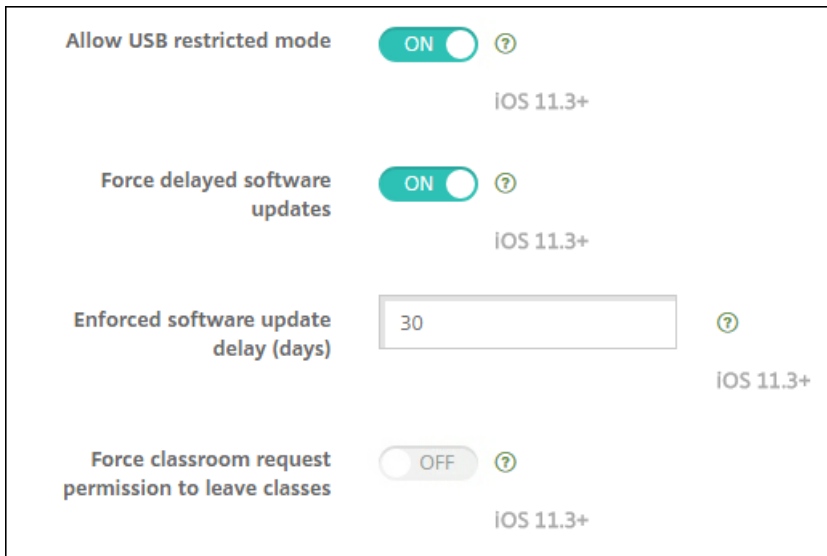 Allow USB restricted mode ON ?
iOS 11.3+
Force delayed software
updates ON ?
iOS 11.3+
Enforced software update
delay (days) 30 ?
iOS 11.3+
Force classroom request
permission to leave classes OFF ?
iOS 11.3+